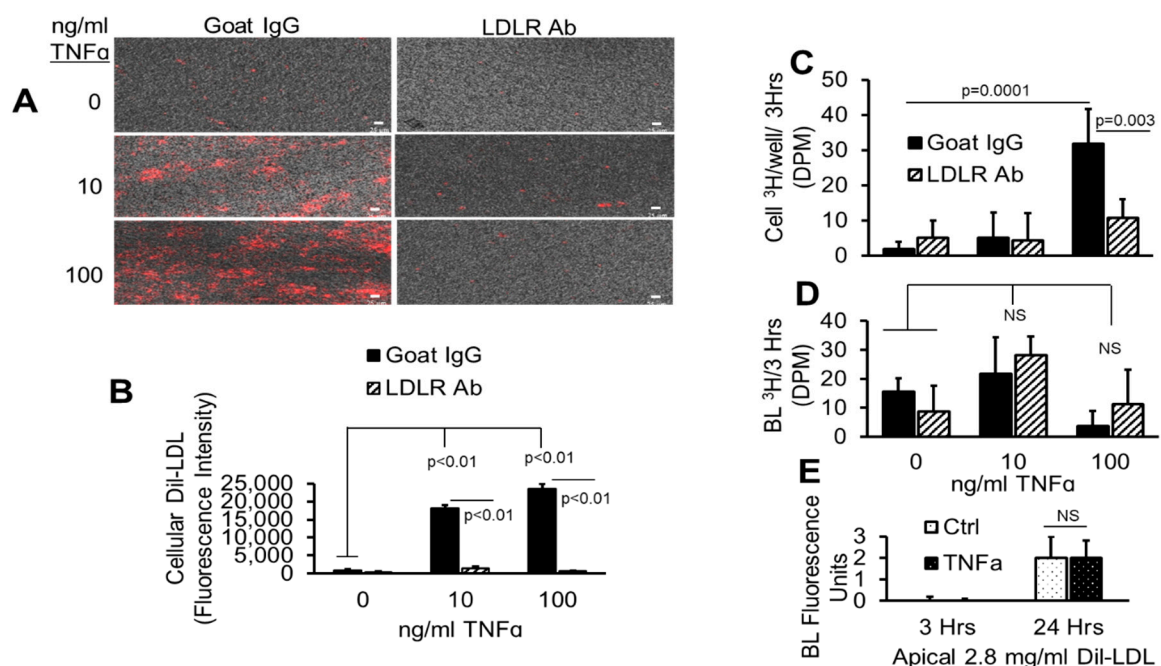 ng/ml
TNFα
Goat IgG
LDLR Ab
A
0
10
100
B
Goat IgG
LDLR Ab
Cellular DiI-LDL
(Fluorescence Intensity)
25,000
20,000
15,000
10,000
5,000
0
p<0.01
p<0.01
p<0.01
p<0.01
0
10
100
ng/ml TNFα
C
Cell ³H/well/ 3Hrs
(DPM)
50
40
30
20
10
0
p=0.0001
p=0.003
Goat IgG
LDLR Ab
D
BL ³H/3 Hrs
(DPM)
40
30
20
10
0
NS
NS
0
10
100
ng/ml TNFα
E
BL Fluorescence
Units
3
2
1
0
Ctrl
TNFa
NS
3 Hrs
24 Hrs
Apical 2.8 mg/ml DiI-LDL